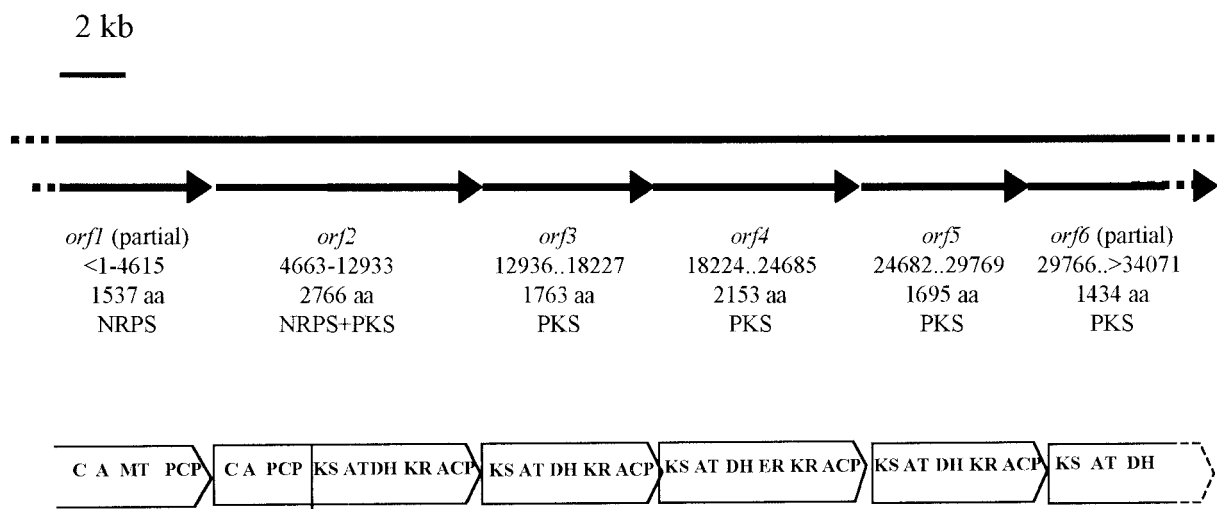 2 kb
orf1 (partial) orf2 orf3 orf4 orf5 orf6 (partial)
<1-4615 4663-12933 12936..18227 18224..24685 24682..29769 29766..>34071
1537 aa 2766 aa 1763 aa 2153 aa 1695 aa 1434 aa
NRPS NRPS+PKS PKS PKS PKS PKS
C A MT PCP C A PCP KS AT DH KR ACP KS AT DH KR ACP KS AT DH ER KR ACP KS AT DH KR ACP KS AT DH